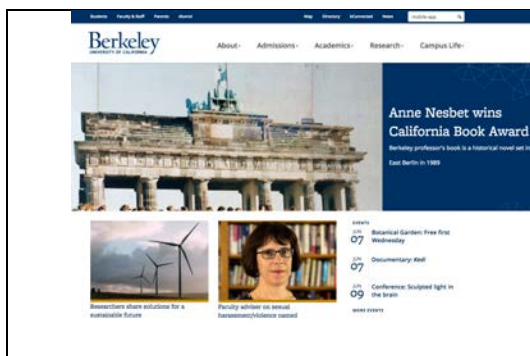 Students Faculty & Staff Parents Alumni Map Directory bConnected News mobile app
Berkeley
UNIVERSITY OF CALIFORNIA
About Admissions Academics Research Campus Life
Anne Nesbet wins
California Book Award
Berkeley professor's book is a historical novel set in
East Berlin in 1989
EVENTS
JUN
07
Botanical Garden: Free first
Wednesday
JUN
07
Documentary: Kedi
JUN
09
Conference: Sculpted light in
the brain
MORE EVENTS
Researchers share solutions for a
sustainable future
Faculty adviser on sexual
harassment/violence named